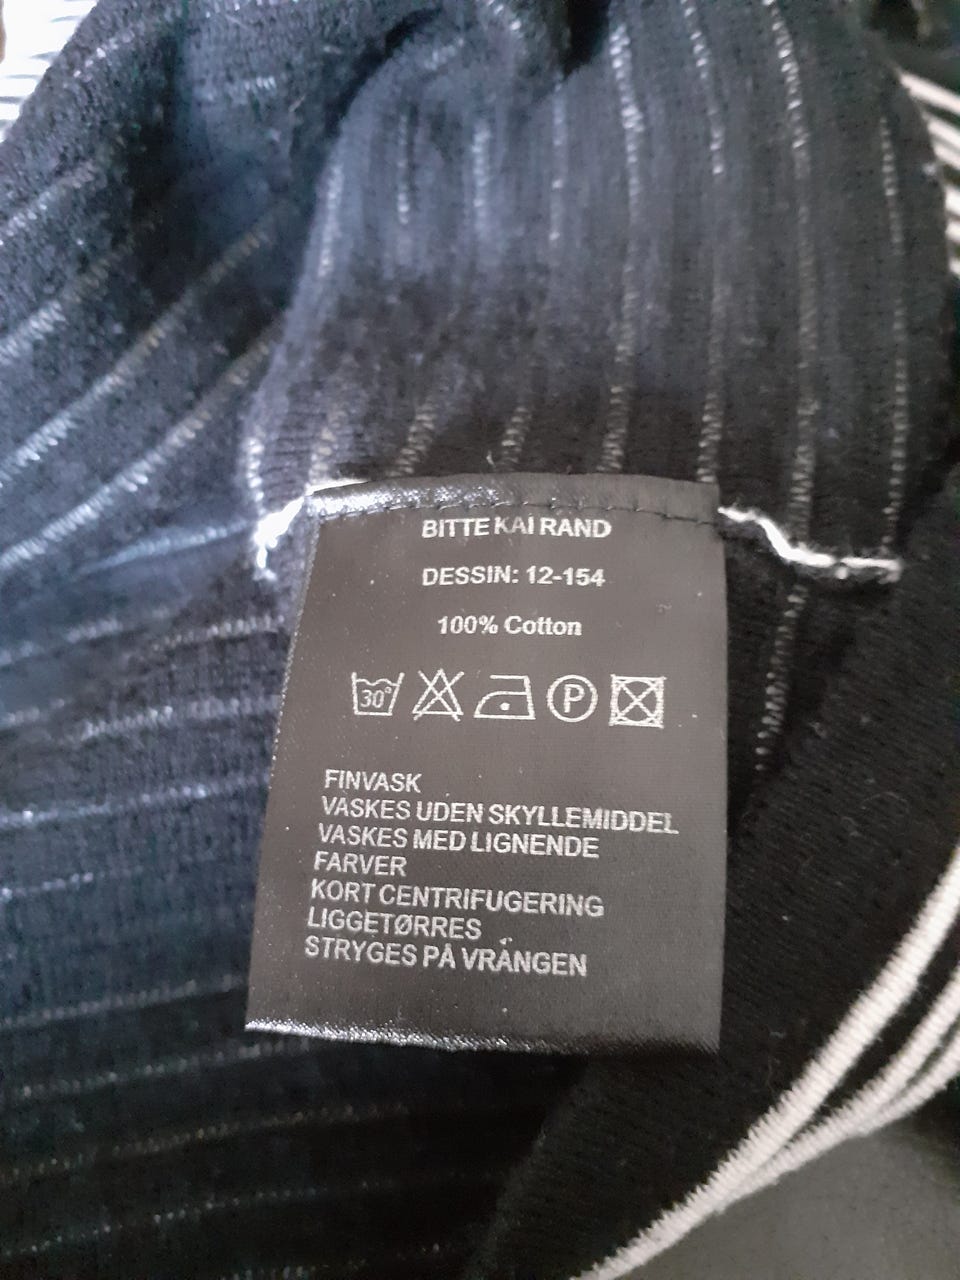 BITTE KAI RAND
DESSIN: 12-154
100% Cotton
30° P
FINVASK
VASKES UDEN SKYLLEMIDDEL
VASKES MED LIGNENDE
FARVER
KORT CENTRIFUGERING
LIGGETØRRES
STRYGES PÅ VRANGEN